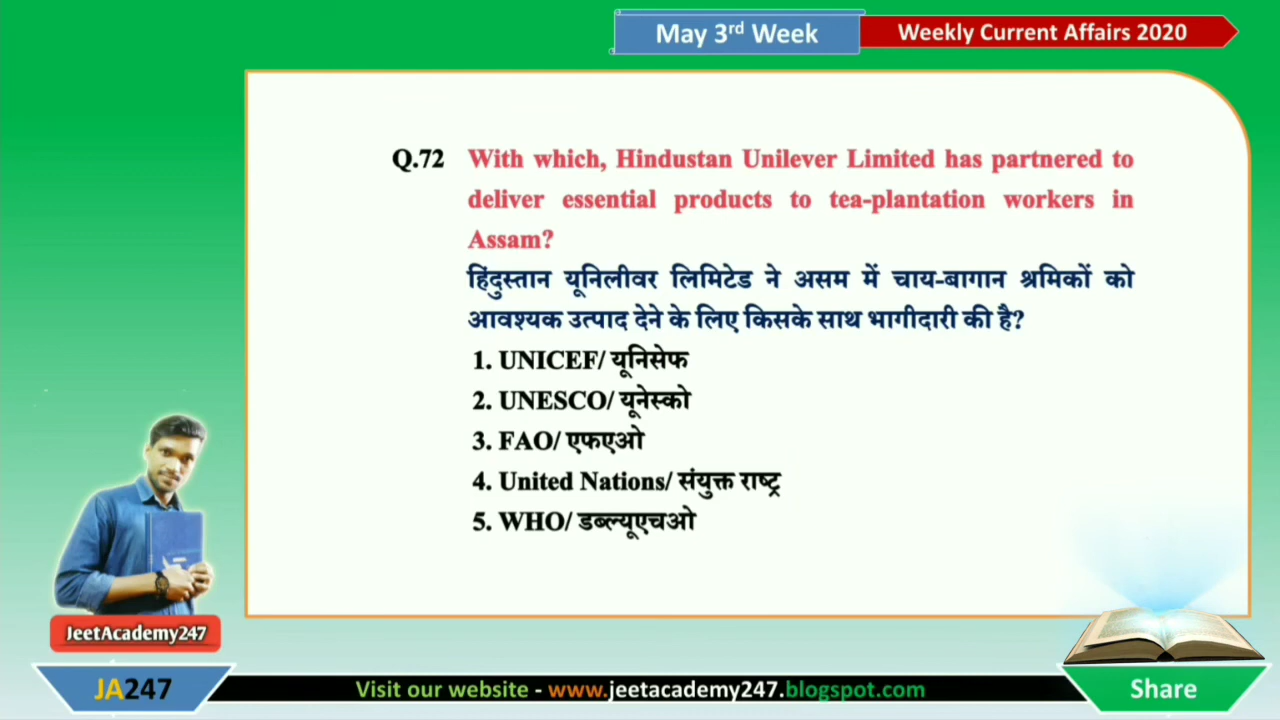 May 3rd Week
Weekly Current Affairs 2020
Q.72 With which, Hindustan Unilever Limited has partnered to
deliver essential products to tea-plantation workers in
Assam?
हिंदुस्तान यूनिलीवर लिमिटेड ने असम में चाय-बागान श्रमिकों को
आवश्यक उत्पाद देने के लिए किसके साथ भागीदारी की है?
1. UNICEF/ यूनिसेफ
2. UNESCO/ यूनेस्को
3. FAO/ एफएओ
4. United Nations/ संयुक्त राष्ट्र
5. WHO/ डब्ल्यूएचओ
JeetAcademy247
JA247
Visit our website - www.jeetacademy247.blogspot.com
Share